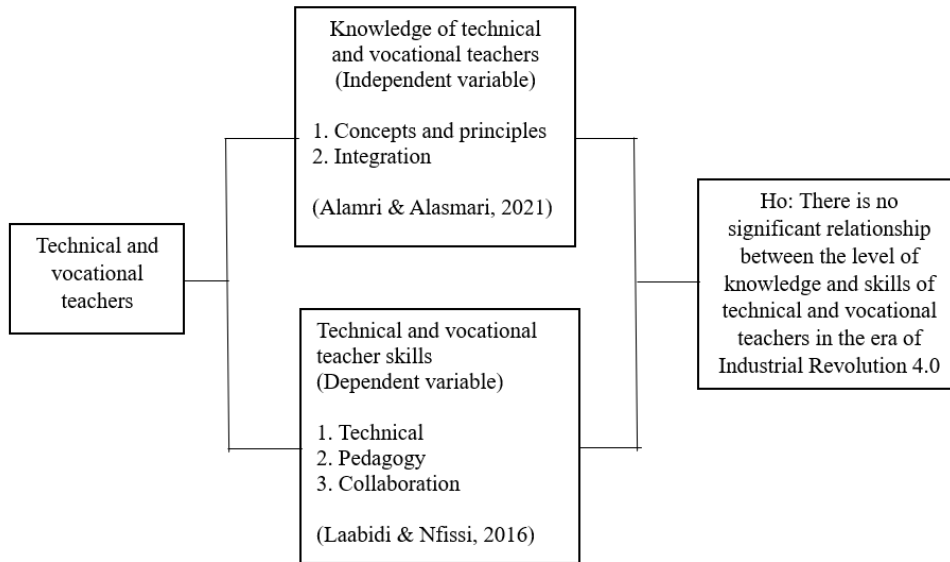 Technical and
vocational
teachers
Knowledge of technical
and vocational teachers
(Independent variable)
1. Concepts and principles
2. Integration
(Alamri & Alasmari, 2021)
Technical and vocational
teacher skills
(Dependent variable)
1. Technical
2. Pedagogy
3. Collaboration
(Laabidi & Nfissi, 2016)
Ho: There is no
significant relationship
between the level of
knowledge and skills of
technical and vocational
teachers in the era of
Industrial Revolution 4.0